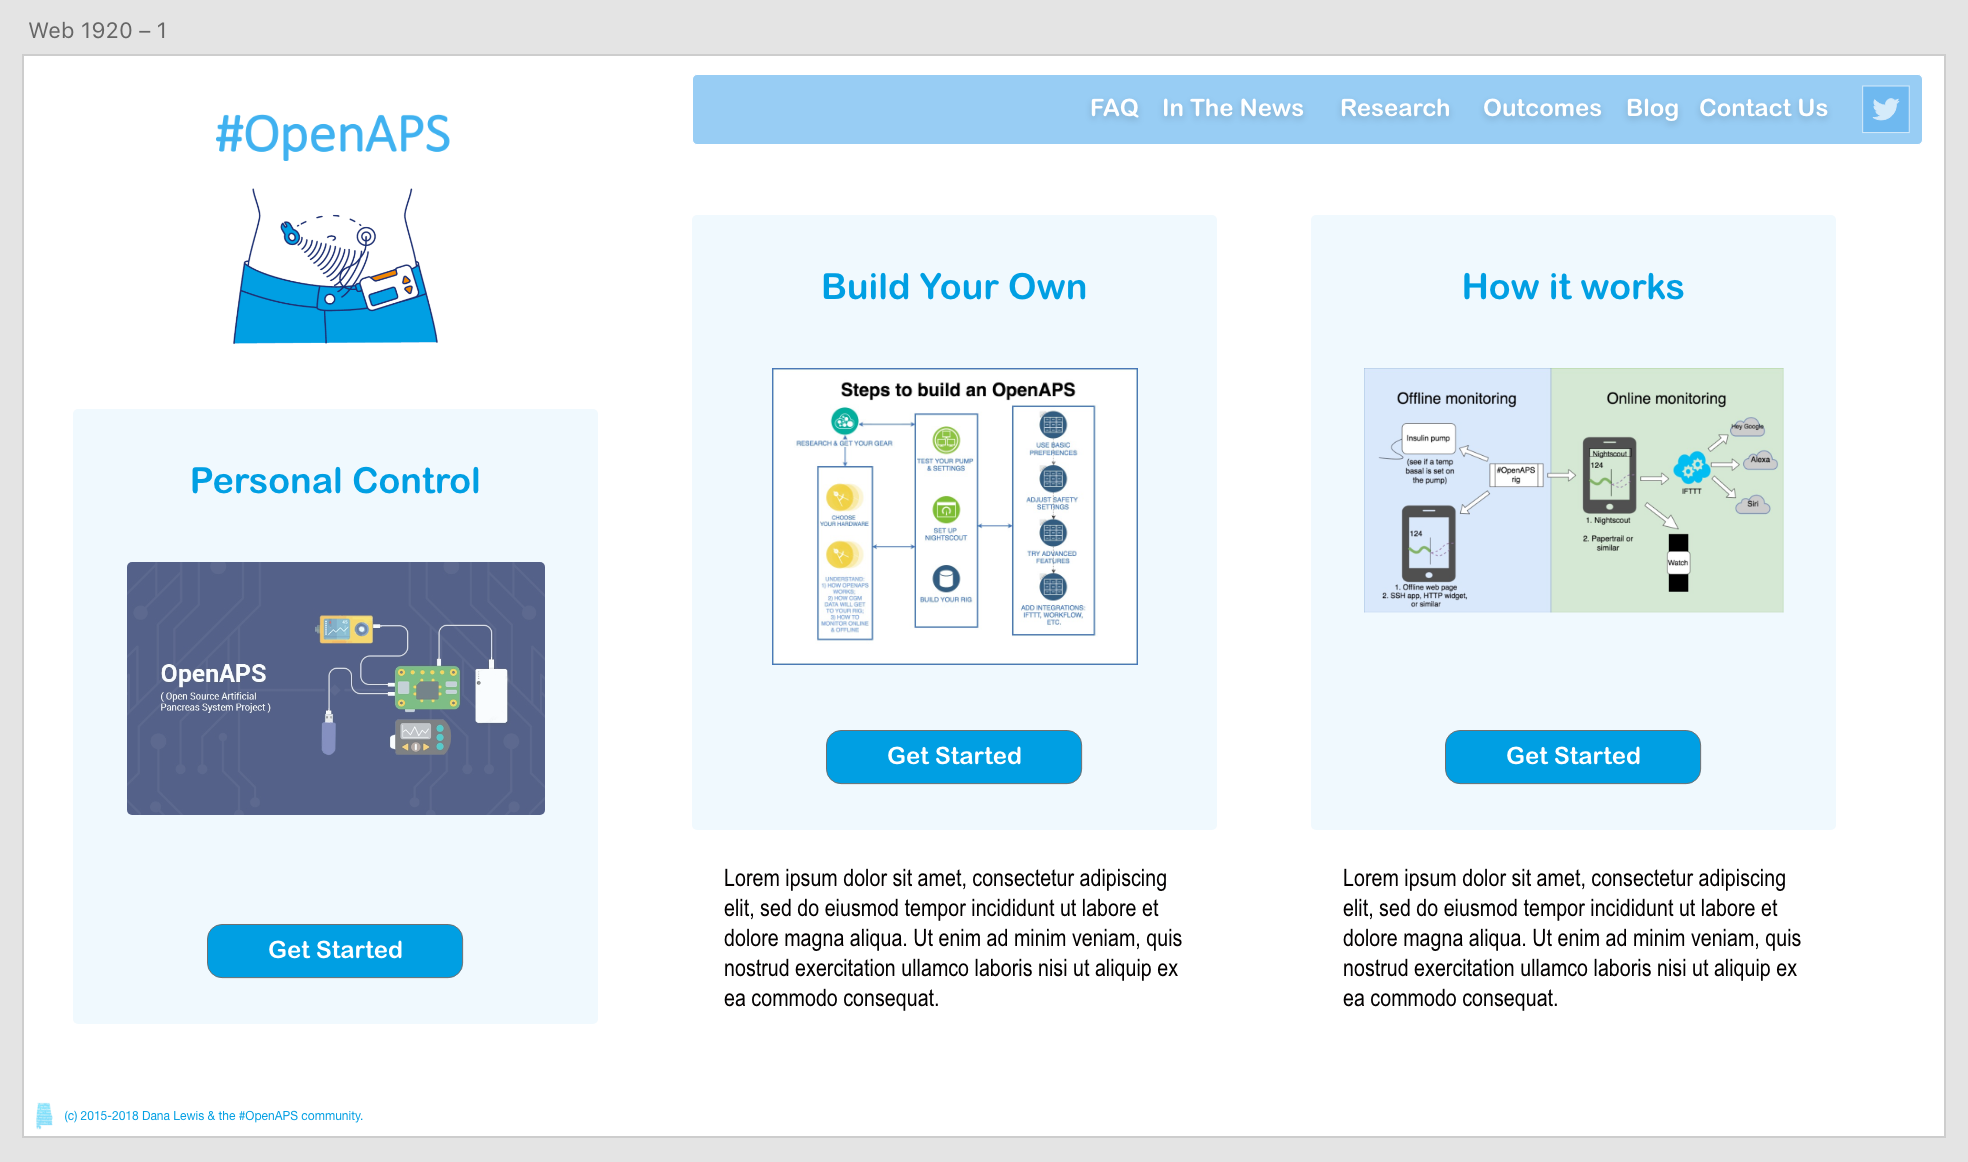 Web 1920 – 1
#OpenAPS
FAQ In The News Research Outcomes Blog Contact Us
Personal Control
OpenAPS
( Open Source Artificial
Pancreas System Project )
Get Started
Build Your Own
Steps to build an OpenAPS
RESEARCH & GET YOUR GEAR
CHOOSE
YOUR HARDWARE
UNDERSTAND:
1) HOW OPENAPS
WORKS;
2) HOW CGM
DATA WILL GET
TO YOUR RIG;
3) HOW TO
MONITOR ONLINE
& OFFLINE
TEST YOUR PUMP
& SETTINGS
SET UP
NIGHTSCOUT
BUILD YOUR RIG
USE BASIC
PREFERENCES
ADJUST SAFETY
SETTINGS
TRY ADVANCED
FEATURES
ADD INTEGRATIONS:
IFTTT, WORKFLOW,
ETC.
Get Started
Lorem ipsum dolor sit amet, consectetur adipiscing
elit, sed do eiusmod tempor incididunt ut labore et
dolore magna aliqua. Ut enim ad minim veniam, quis
nostrud exercitation ullamco laboris nisi ut aliquip ex
ea commodo consequat.
How it works
Offline monitoring
Insulin pump
(see if a temp
basal is set on
the pump)
#OpenAPS
rig
124
1. Offline web page
2. SSH app, HTTP widget,
or similar
Online monitoring
Nightscout
124
1. Nightscout
2. Papertrail or
similar
IFTTT
Hey Google
Alexa
Siri
Watch
Get Started
Lorem ipsum dolor sit amet, consectetur adipiscing
elit, sed do eiusmod tempor incididunt ut labore et
dolore magna aliqua. Ut enim ad minim veniam, quis
nostrud exercitation ullamco laboris nisi ut aliquip ex
ea commodo consequat.
(c) 2015-2018 Dana Lewis & the #OpenAPS community.